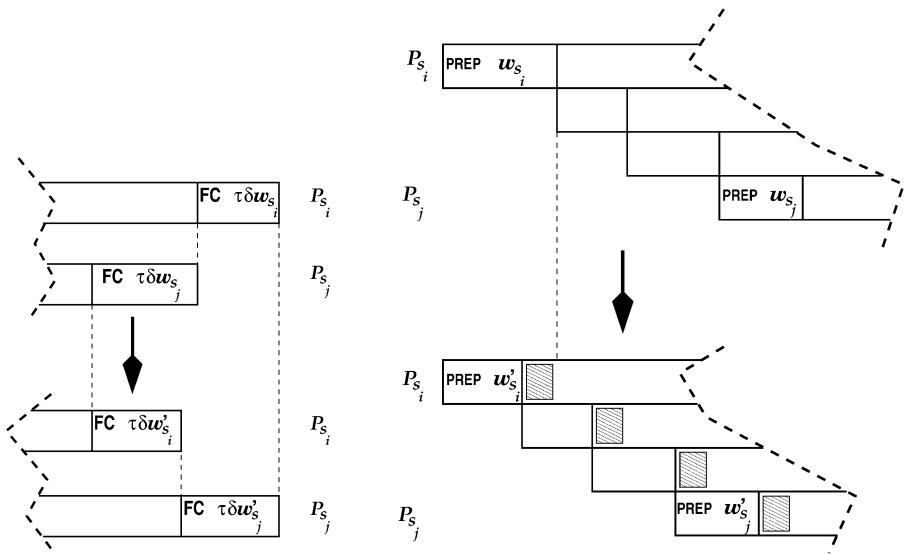 P_{s_i} PREP w_{s_i}
FC τδw_{s_i} P_{s_i}
P_{s_j} PREP w_{s_j}
FC τδw_{s_j} P_{s_j}
P_{s_i} PREP w'_{s_i}
FC τδw'_{s_i} P_{s_i}
FC τδw'_{s_j} P_{s_j}
P_{s_j} PREP w'_{s_j}